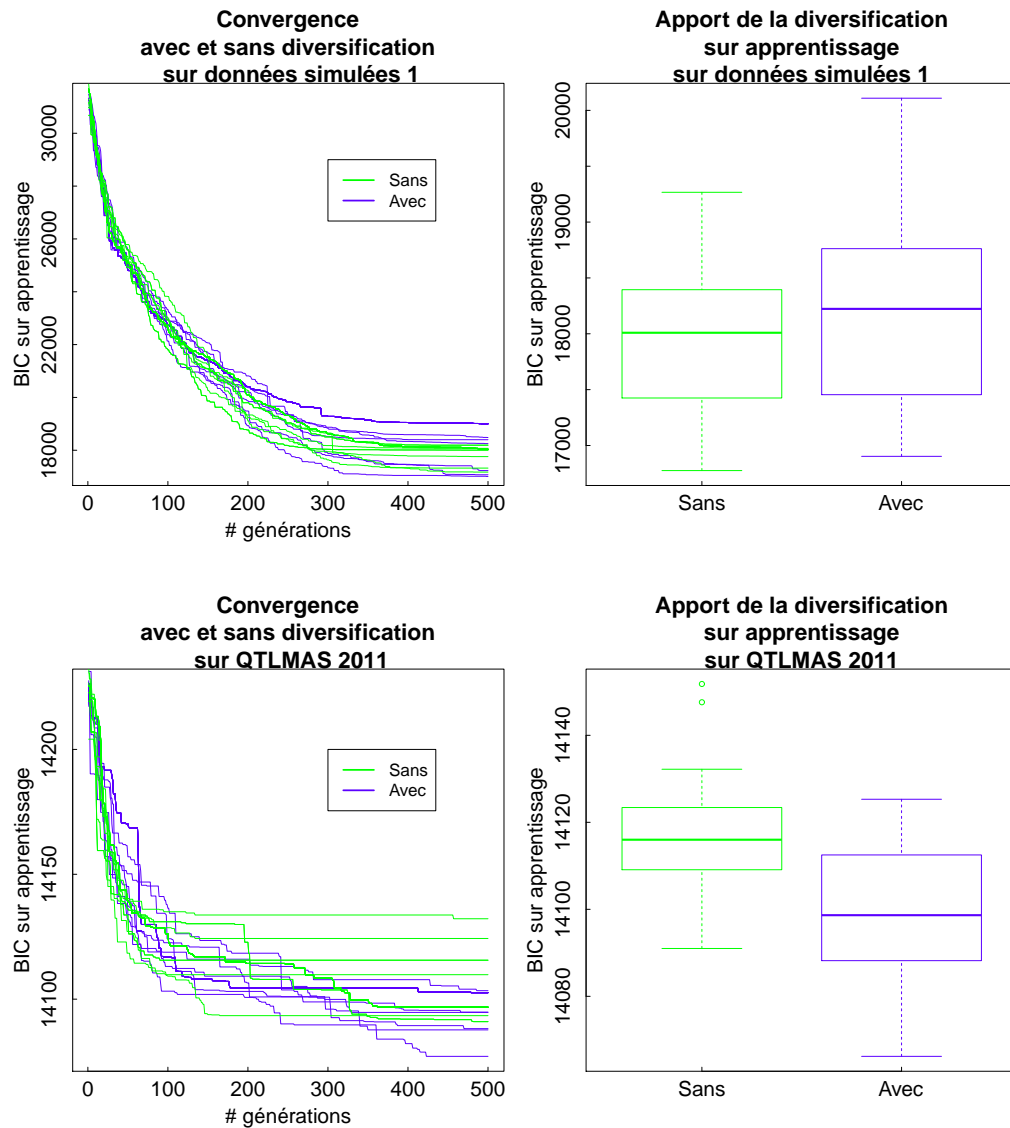 Convergence
avec et sans diversification
sur données simulées 1
BIC sur apprentissage
30000
26000
22000
18000
Sans
Avec
0 100 200 300 400 500
# générations
Apport de la diversification
sur apprentissage
sur données simulées 1
BIC sur apprentissage
20000
19000
18000
17000
Sans Avec
Convergence
avec et sans diversification
sur QTLMAS 2011
BIC sur apprentissage
14200
14150
14100
Sans
Avec
0 100 200 300 400 500
# générations
Apport de la diversification
sur apprentissage
sur QTLMAS 2011
BIC sur apprentissage
14140
14120
14100
14080
Sans Avec